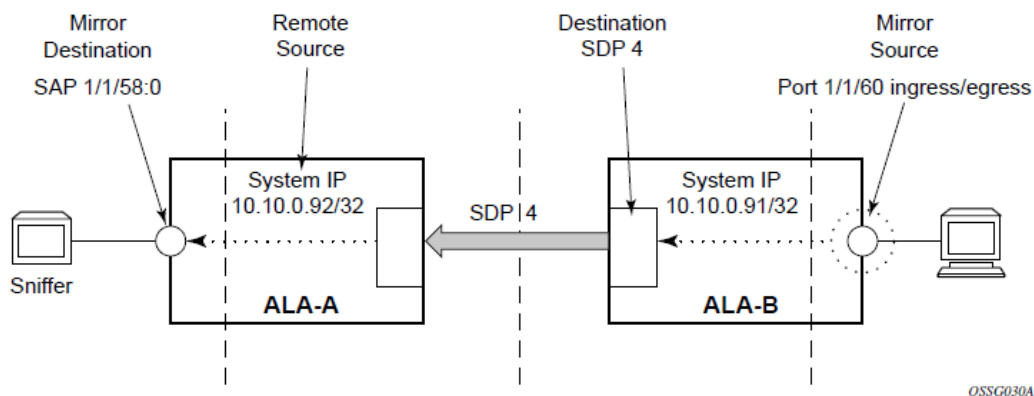 Mirror
Destination
SAP 1/1/58:0
Remote
Source
Destination
SDP 4
Mirror
Source
Port 1/1/60 ingress/egress
System IP
10.10.0.92/32
SDP 4
System IP
10.10.0.91/32
Sniffer
ALA-A
ALA-B
OSSG030A